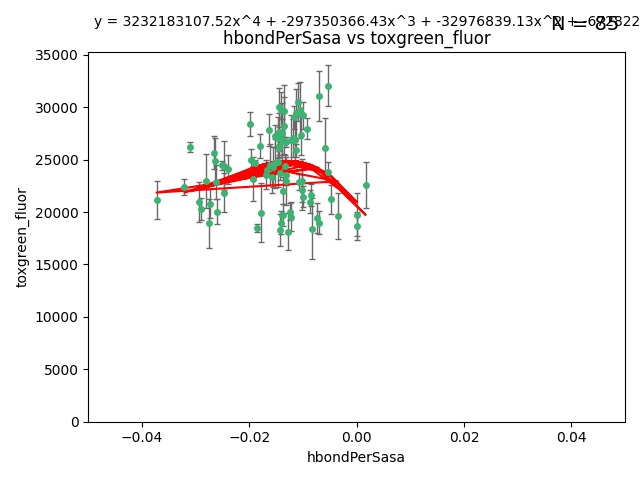 y = 3232183107.52x^4 + -297350366.43x^3 + -32976839.13x^2 +
N = 85
hbondPerSasa vs toxgreen_fluor
35000
30000
25000
20000
15000
10000
5000
0
toxgreen_fluor
−0.04
−0.02
0.00
0.02
0.04
hbondPerSasa